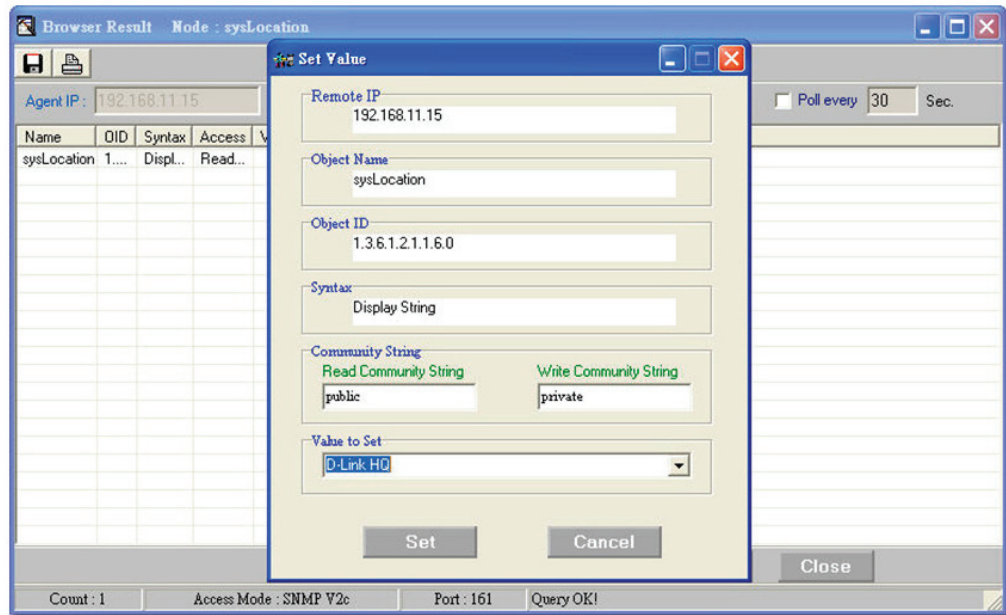 Browser Result Node : sysLocation
Set Value
Agent IP : 192.168.11.15
Poll every 30 Sec.
Name OID Syntax Access V
sysLocation 1.... Displ... Read...
Remote IP
192.168.11.15
Object Name
sysLocation
Object ID
1.3.6.1.2.1.1.6.0
Syntax
Display String
Community String
Read Community String Write Community String
public private
Value to Set
D-Link HQ
Set Cancel
Close
Count : 1 Access Mode : SNMP V2c Port : 161 Query OK!